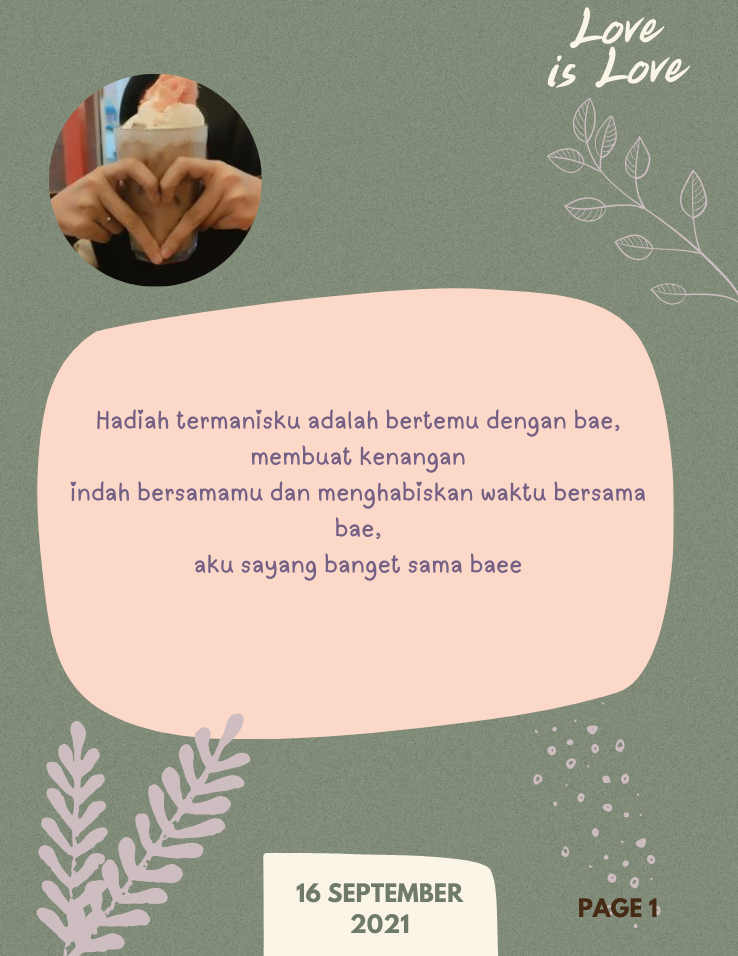 Love
is Love
Hadiah termanisku adalah bertemu dengan bae,
membuat kenangan
indah bersamamu dan menghabiskan waktu bersama
bae,
aku sayang banget sama baee
16 SEPTEMBER
2021
PAGE 1